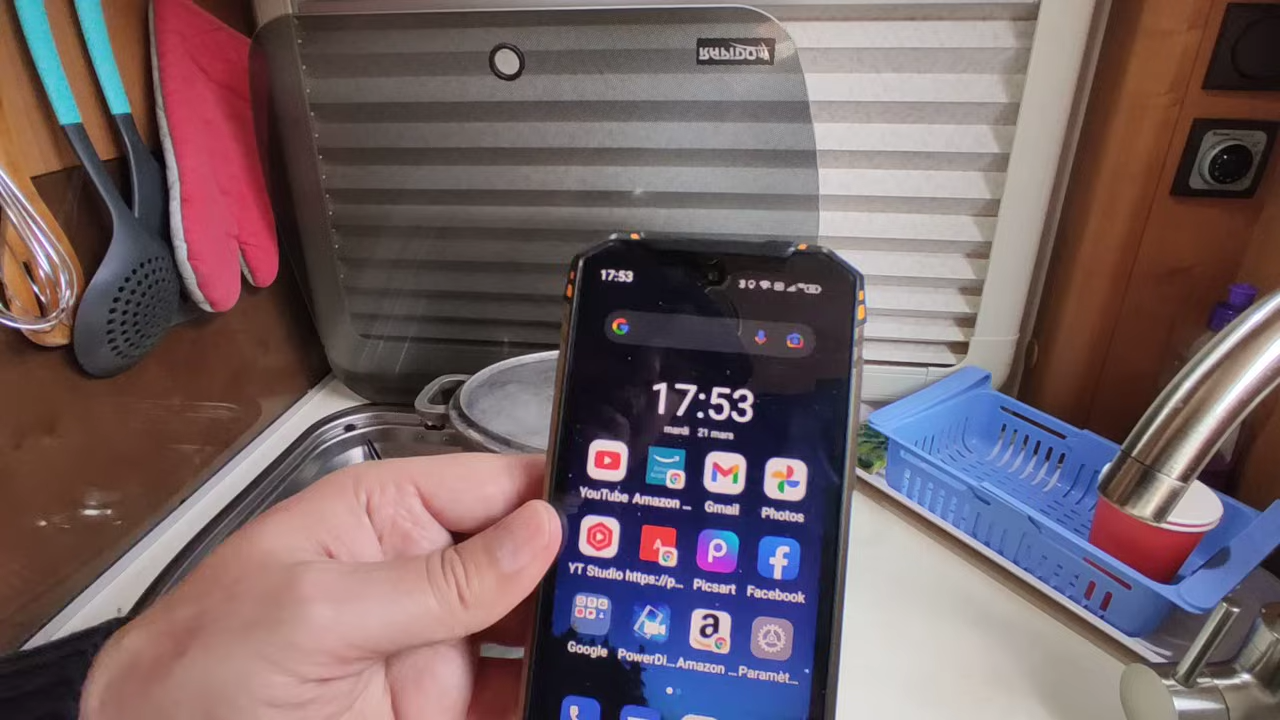 RAPIDO
17:53
17:53
mardi 21 mars
YouTube Amazon ... Gmail Photos
YT Studio https://p... Picsart Facebook
Google PowerDi... Amazon ... Paramèt...